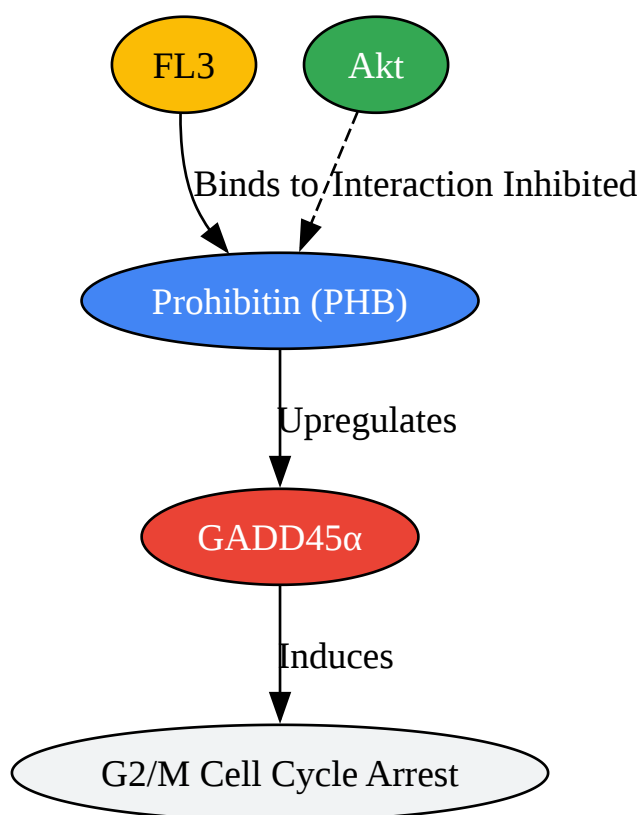 FL3
Akt
Binds to
Interaction Inhibited
Prohibitin (PHB)
Upregulates
GADD45α
Induces
G2/M Cell Cycle Arrest